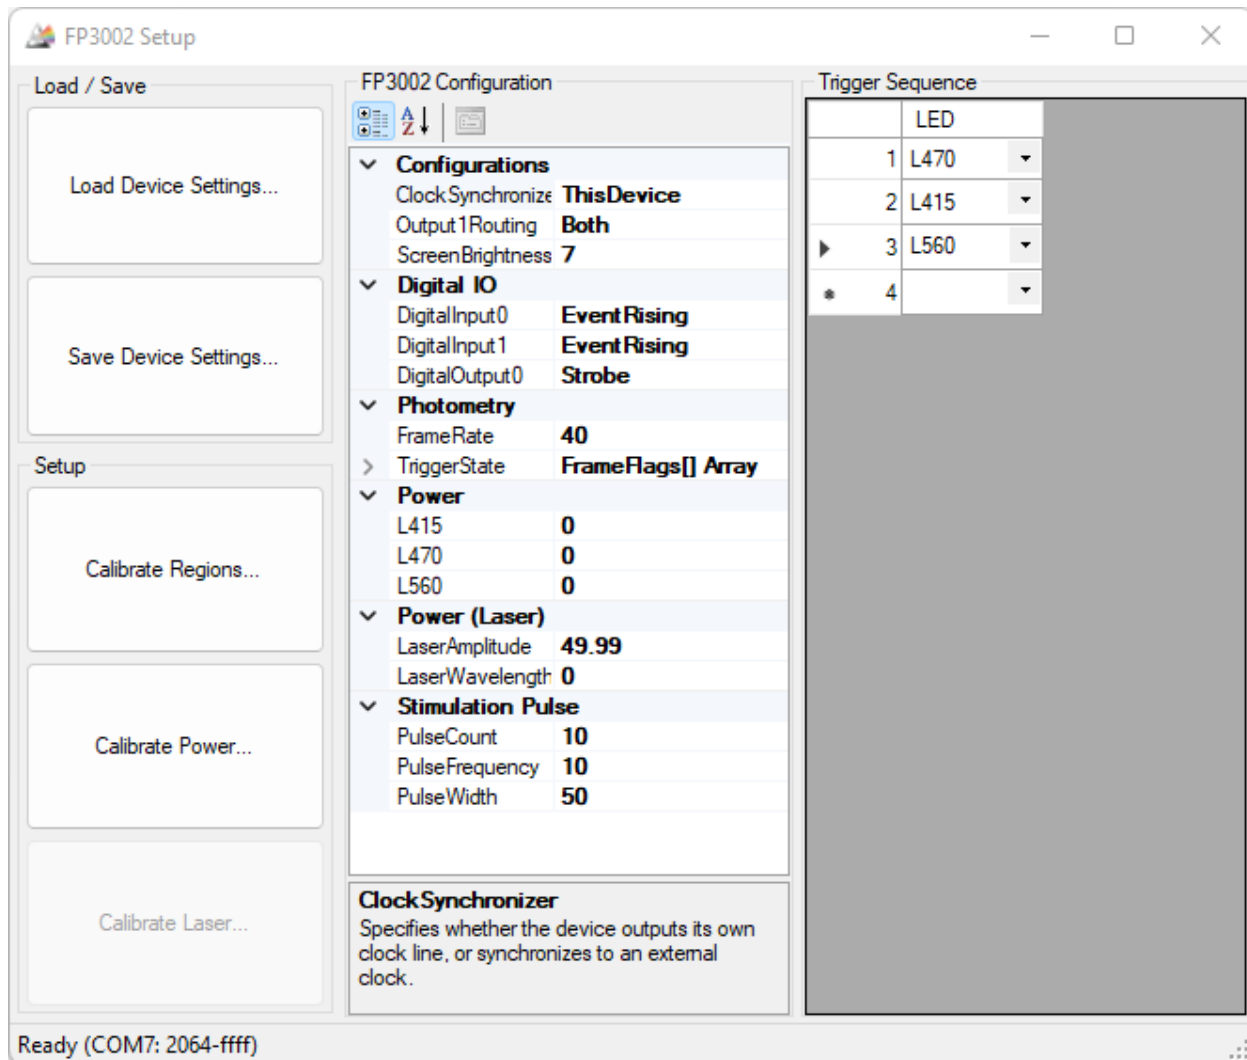 FP3002 Setup
Load / Save
Load Device Settings...
Save Device Settings...
Setup
Calibrate Regions...
Calibrate Power...
Calibrate Laser...
FP3002 Configuration
Configurations
ClockSynchronize ThisDevice
Output1Routing Both
ScreenBrightness 7
Digital IO
DigitalInput0 EventRising
DigitalInput1 EventRising
DigitalOutput0 Strobe
Photometry
FrameRate 40
TriggerState FrameFlags[] Array
Power
L415 0
L470 0
L560 0
Power (Laser)
LaserAmplitude 49.99
LaserWavelength 0
Stimulation Pulse
PulseCount 10
PulseFrequency 10
PulseWidth 50
ClockSynchronizer
Specifies whether the device outputs its own
clock line, or synchronizes to an external
clock.
Trigger Sequence
LED
1 L470
2 L415
3 L560
4
Ready (COM7: 2064-ffff)